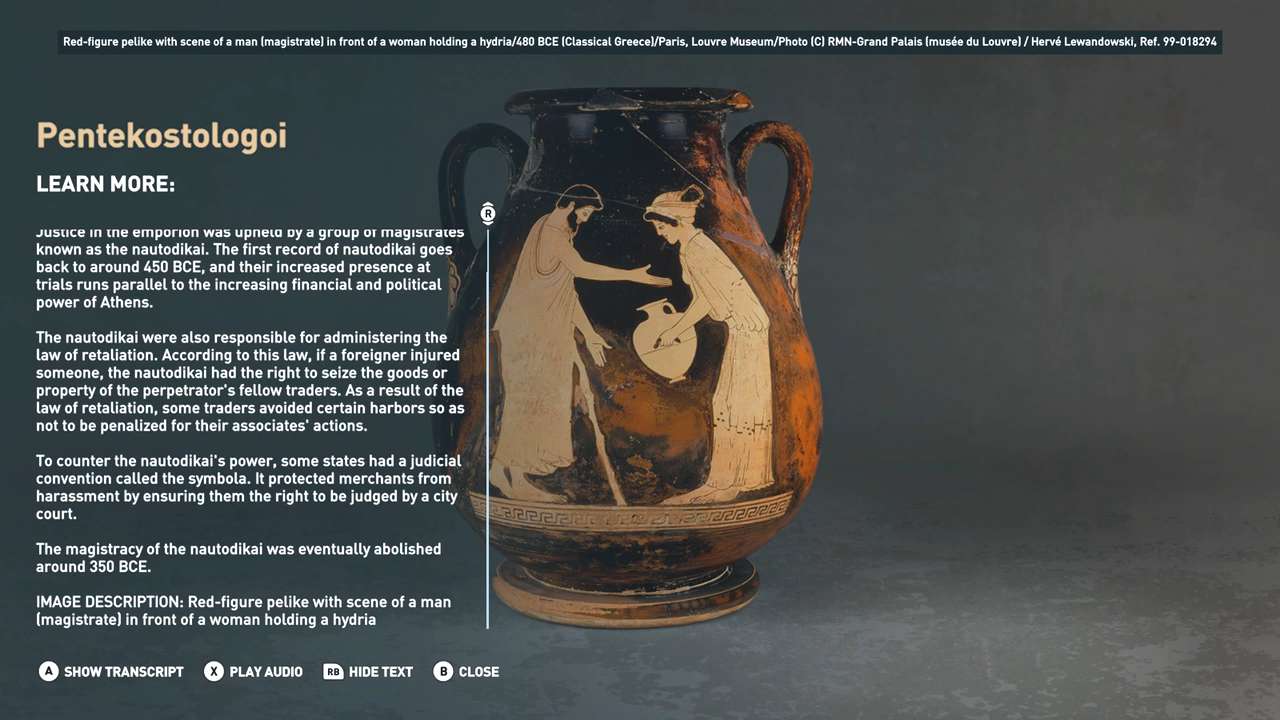 Red-figure pelike with scene of a man (magistrate) in front of a woman holding a hydria/480 BCE (Classical Greece)/Paris, Louvre Museum/Photo (C) RMN-Grand Palais (musée du Louvre) / Hervé Lewandowski, Ref. 99-018294
Pentekostologoi
LEARN MORE:
R
Justice in the emporion was upheld by a group of magistrates
known as the nautodikai. The first record of nautodikai goes
back to around 450 BCE, and their increased presence at
trials runs parallel to the increasing financial and political
power of Athens.
The nautodikai were also responsible for administering the
law of retaliation. According to this law, if a foreigner injured
someone, the nautodikai had the right to seize the goods or
property of the perpetrator's fellow traders. As a result of the
law of retaliation, some traders avoided certain harbors so as
not to be penalized for their associates' actions.
To counter the nautodikai's power, some states had a judicial
convention called the symbola. It protected merchants from
harassment by ensuring them the right to be judged by a city
court.
The magistracy of the nautodikai was eventually abolished
around 350 BCE.
IMAGE DESCRIPTION: Red-figure pelike with scene of a man
(magistrate) in front of a woman holding a hydria
A SHOW TRANSCRIPT X PLAY AUDIO RB HIDE TEXT B CLOSE